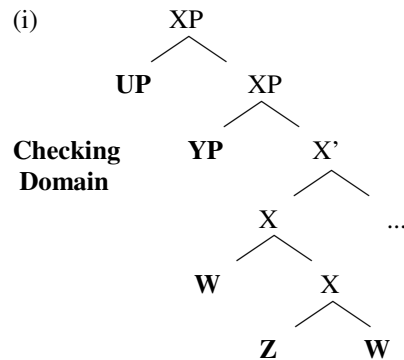 (i) XP
UP XP
Checking YP X’
Domain
X ...
W X
Z W